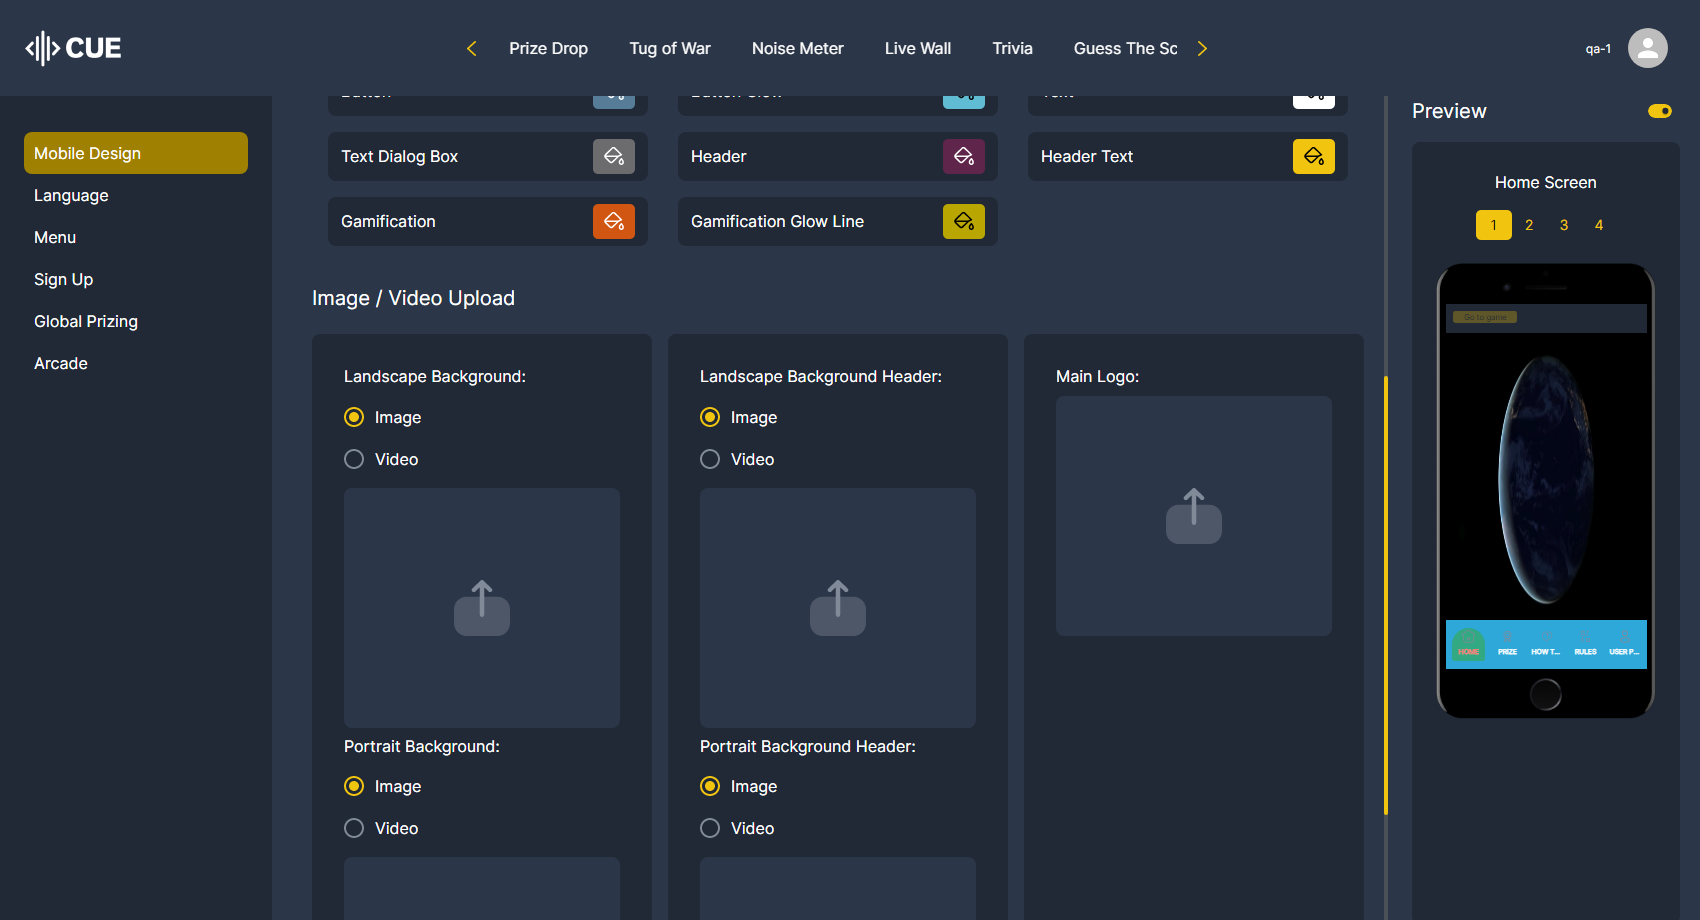 CUE
Prize Drop
Tug of War
Noise Meter
Live Wall
Trivia
Guess The Sc
qa-1
Mobile Design
Language
Menu
Sign Up
Global Prizing
Arcade
Text Dialog Box
Header
Header Text
Gamification
Gamification Glow Line
Image / Video Upload
Landscape Background:
Image
Video
Landscape Background Header:
Image
Video
Main Logo:
Portrait Background:
Image
Video
Portrait Background Header:
Image
Video
Preview
Home Screen
1 2 3 4
Go to game
HOME
PRIZE
HOW T...
RULES
USER P...